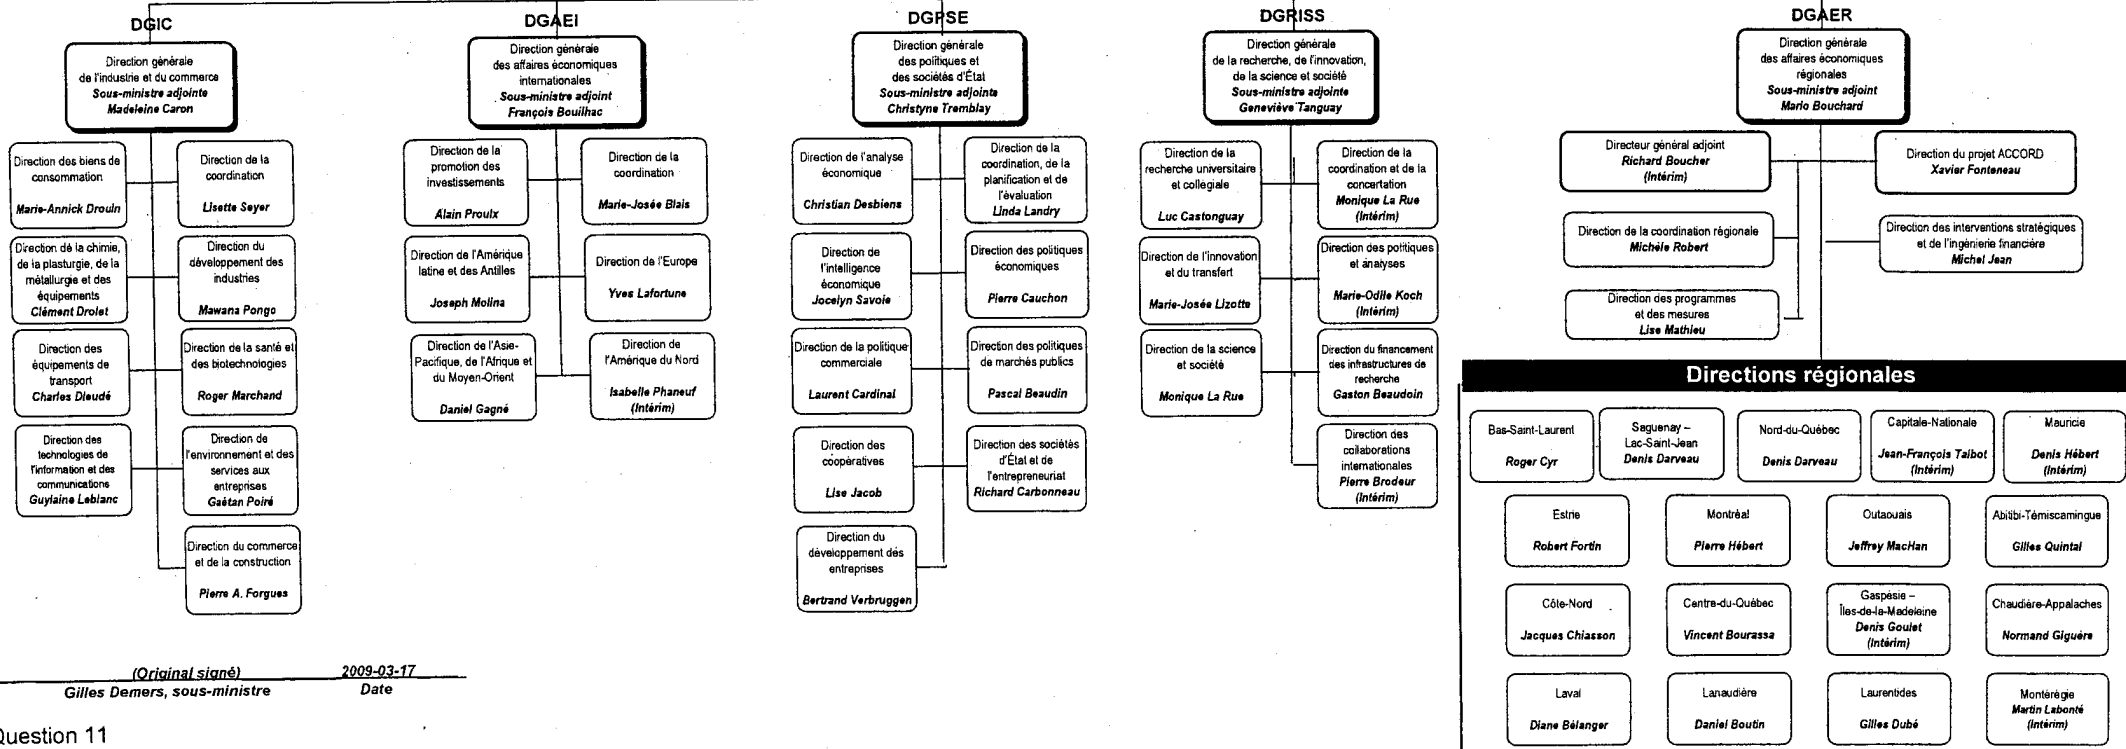 DGIC
Direction générale
de l'industrie et du commerce
Sous-ministre adjointe
Madeleine Caron
Direction des biens de
consommation
Marie-Annick Drouin
Direction de la
coordination
Lisette Seyer
Direction de la chimie,
de la plasturgie, de la
métallurgie et des
équipements
Clément Drolet
Direction du
développement des
industries
Mawana Pongo
Direction des
équipements de
transport
Charles Dieudé
Direction de la santé et
des biotechnologies
Roger Marchand
Direction des
technologies de
l'information et des
communications
Guylaine Leblanc
Direction de
l'environnement et des
services aux
entreprises
Gaétan Poiré
Direction du commerce
et de la construction
Pierre A. Forgues
DGAEI
Direction générale
des affaires économiques
internationales
Sous-ministre adjoint
François Bouilhac
Direction de la
promotion des
investissements
Alain Proulx
Direction de la
coordination
Marie-Josée Blais
Direction de l'Amérique
latine et des Antilles
Joseph Molina
Direction de l'Europe
Yves Lafortune
Direction de l'Asie-
Pacifique, de l'Afrique et
du Moyen-Orient
Daniel Gagné
Direction de
l'Amérique du Nord
Isabelle Phaneuf
(Intérim)
DGPSE
Direction générale
des politiques et
des sociétés d'État
Sous-ministre adjointe
Christyne Tremblay
Direction de l'analyse
économique
Christian Desbiens
Direction de la
coordination, de la
planification et de
l'évaluation
Linda Landry
Direction de
l'intelligence
économique
Jocelyn Savoie
Direction des politiques
économiques
Pierre Cauchon
Direction de la politique
commerciale
Laurent Cardinal
Direction des politiques
de marchés publics
Pascal Beaudin
Direction des
coopératives
Lise Jacob
Direction des sociétés
d'État et de
l'entrepreneuriat
Richard Carbonneau
Direction du
développement des
entreprises
Bertrand Verbruggen
DGRISS
Direction générale
de la recherche, de l'innovation,
de la science et société
Sous-ministre adjointe
Geneviève Tanguay
Direction de la
recherche universitaire
et collégiale
Luc Castonguay
Direction de la
coordination et de la
concertation
Monique La Rue
(Intérim)
Direction de l'innovation
et du transfert
Marie-Josée Lizotte
Direction des politiques
et analyses
Marie-Odile Koch
(Intérim)
Direction de la science
et société
Monique La Rue
Direction du financement
des infrastructures de
recherche
Gaston Beaudoin
Direction des
collaborations
internationales
Pierre Brodeur
(Intérim)
DGAER
Direction générale
des affaires économiques
régionales
Sous-ministre adjoint
Mario Bouchard
Directeur général adjoint
Richard Boucher
(Intérim)
Direction du projet ACCORD
Xavier Fonteneau
Direction de la coordination régionale
Michèle Robert
Direction des interventions stratégiques
et de l'ingénierie financière
Michel Jean
Direction des programmes
et des mesures
Lise Mathieu
Directions régionales
Bas-Saint-Laurent
Roger Cyr
Saguenay –
Lac-Saint-Jean
Denis Darveau
Nord-du-Québec
Denis Darveau
Capitale-Nationale
Jean-François Talbot
(Intérim)
Mauricie
Denis Hébert
(Intérim)
Estrie
Robert Fortin
Montréal
Pierre Hébert
Outaouais
Jeffrey MacHan
Abitibi-Témiscamingue
Gilles Quintal
Côte-Nord
Jacques Chiasson
Centre-du-Québec
Vincent Bourassa
Gaspésie –
Îles-de-la-Madeleine
Denis Goulet
(Intérim)
Chaudière-Appalaches
Normand Giguère
Laval
Diane Bélanger
Lanaudière
Daniel Boutin
Laurentides
Gilles Dubé
Montérégie
Martin Labonté
(Intérim)
(Original signé) 2009-03-17
Gilles Demers, sous-ministre Date
Question 11